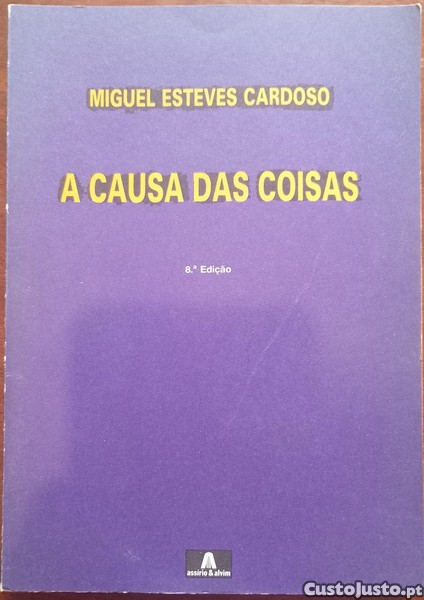 MIGUEL ESTEVES CARDOSO
A CAUSA DAS COISAS
8.ª Edição
assírio & alvim
CustoJusto.pt